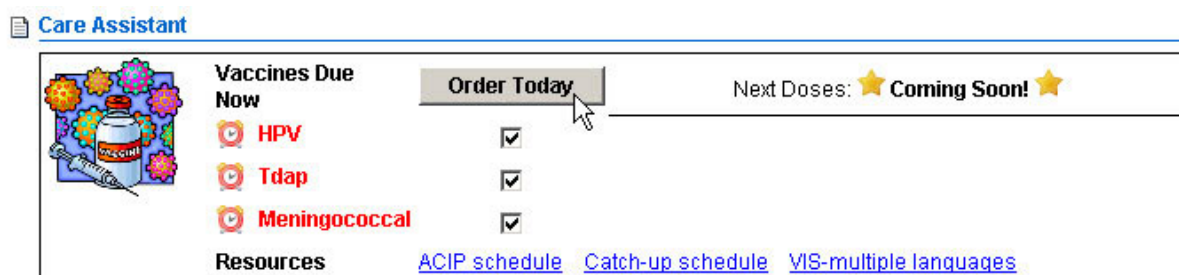 Care Assistant
Vaccines Due Now
Order Today
Next Doses: Coming Soon!
HPV
Tdap
Meningococcal
Resources ACIP schedule Catch-up schedule VIS-multiple languages
VACCINE